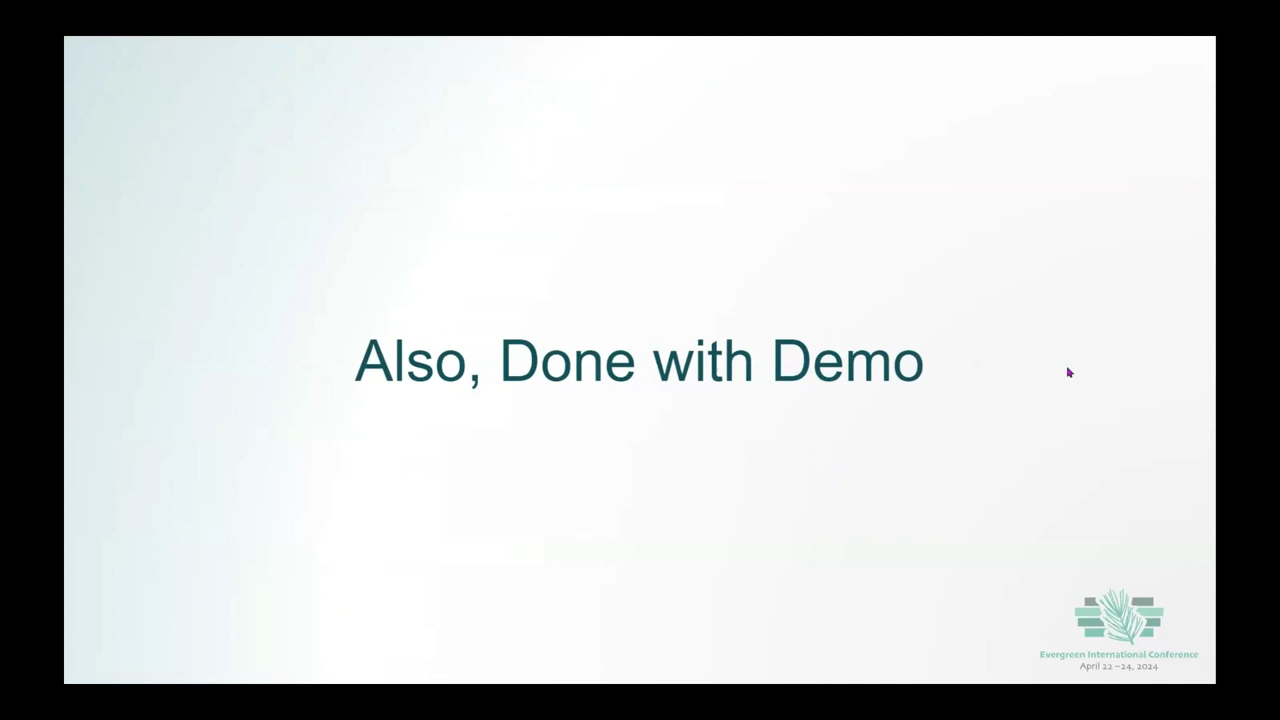 Also, Done with Demo
Evergreen International Conference
April 22 –24, 2024